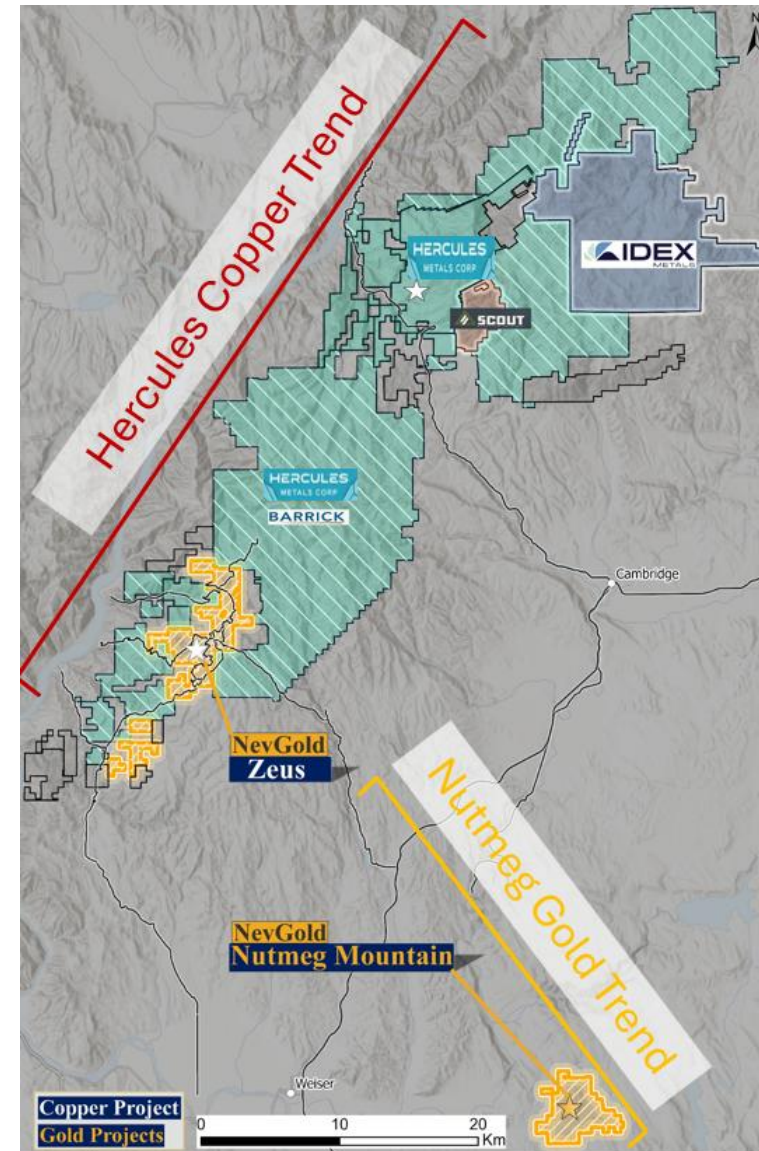 N
Hercules Copper Trend
HERCULES
METALS CORP
IDEX
METALS
SCOUT
HERCULES
METALS CORP
BARRICK
Cambridge
NevGold
Zeus
Nutmeg Gold Trend
NevGold
Nutmeg Mountain
Weiser
Copper Project
Gold Projects
0 10 20
Km